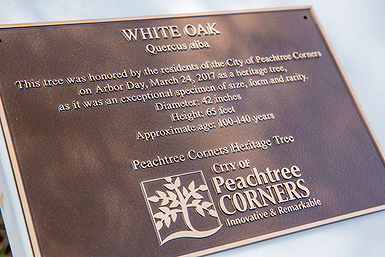 WHITE OAK
Quercus alba
This tree was honored by the residents of the City of Peachtree Corners
on Arbor Day, March 24, 2017 as a heritage tree,
as it was an exceptional specimen of size, form and rarity.
Diameter: 42 inches
Height: 65 feet
Approximate age: 100-140 years
Peachtree Corners Heritage Tree
CITY OF
Peachtree
CORNERS
Innovative & Remarkable